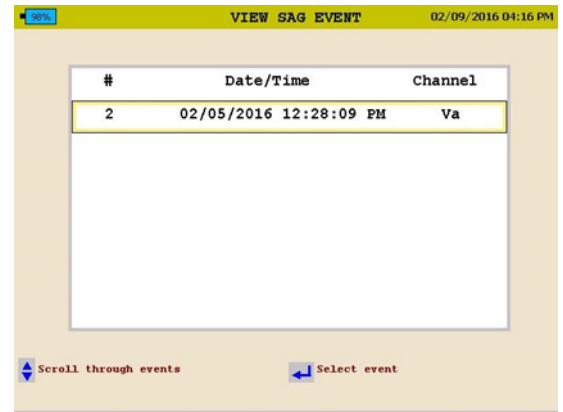 98% VIEW SAG EVENT 02/09/2016 04:16 PM
# Date/Time Channel
2 02/05/2016 12:28:09 PM Va
Scroll through events Select event